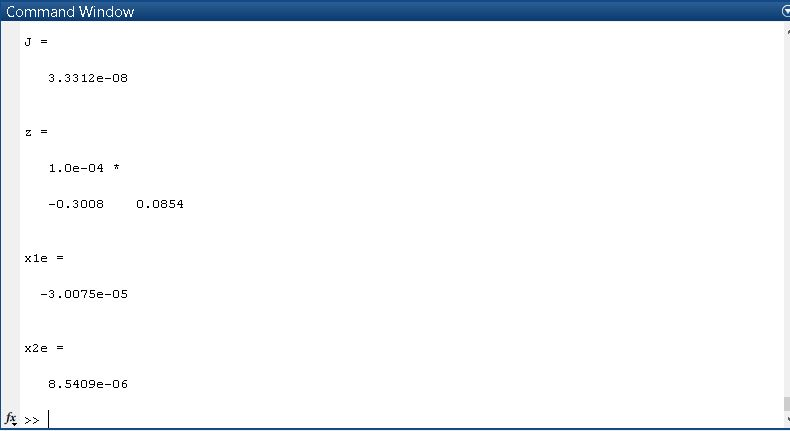 Command Window
J =
3.3312e-08
z =
1.0e-04 *
-0.3008    0.0854
x1e =
-3.0075e-05
x2e =
8.5409e-06
fx >>